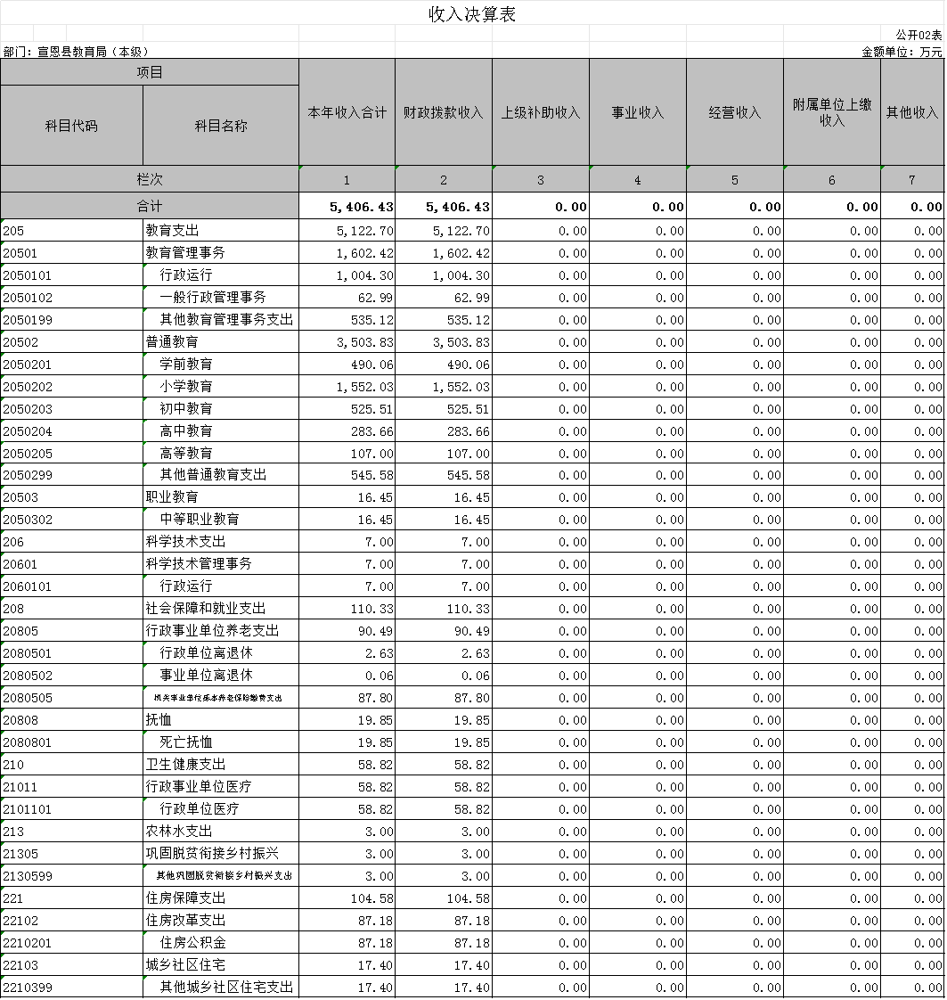 收入决算表
公开02表
部门：宣恩县教育局（本级） 金额单位：万元
项目 本年收入合计 财政拨款收入 上级补助收入 事业收入 经营收入 附属单位上缴收入 其他收入
科目代码 科目名称
栏次 1 2 3 4 5 6 7
合计 5,406.43 5,406.43 0.00 0.00 0.00 0.00 0.00
205 教育支出 5,122.70 5,122.70 0.00 0.00 0.00 0.00 0.00
20501 教育管理事务 1,602.42 1,602.42 0.00 0.00 0.00 0.00 0.00
2050101 行政运行 1,004.30 1,004.30 0.00 0.00 0.00 0.00 0.00
2050102 一般行政管理事务 62.99 62.99 0.00 0.00 0.00 0.00 0.00
2050199 其他教育管理事务支出 535.12 535.12 0.00 0.00 0.00 0.00 0.00
20502 普通教育 3,503.83 3,503.83 0.00 0.00 0.00 0.00 0.00
2050201 学前教育 490.06 490.06 0.00 0.00 0.00 0.00 0.00
2050202 小学教育 1,552.03 1,552.03 0.00 0.00 0.00 0.00 0.00
2050203 初中教育 525.51 525.51 0.00 0.00 0.00 0.00 0.00
2050204 高中教育 283.66 283.66 0.00 0.00 0.00 0.00 0.00
2050205 高等教育 107.00 107.00 0.00 0.00 0.00 0.00 0.00
2050299 其他普通教育支出 545.58 545.58 0.00 0.00 0.00 0.00 0.00
20503 职业教育 16.45 16.45 0.00 0.00 0.00 0.00 0.00
2050302 中等职业教育 16.45 16.45 0.00 0.00 0.00 0.00 0.00
206 科学技术支出 7.00 7.00 0.00 0.00 0.00 0.00 0.00
20601 科学技术管理事务 7.00 7.00 0.00 0.00 0.00 0.00 0.00
2060101 行政运行 7.00 7.00 0.00 0.00 0.00 0.00 0.00
208 社会保障和就业支出 110.33 110.33 0.00 0.00 0.00 0.00 0.00
20805 行政事业单位养老支出 90.49 90.49 0.00 0.00 0.00 0.00 0.00
2080501 行政单位离退休 2.63 2.63 0.00 0.00 0.00 0.00 0.00
2080502 事业单位离退休 0.06 0.06 0.00 0.00 0.00 0.00 0.00
2080505 机关事业单位基本养老保险缴费支出 87.80 87.80 0.00 0.00 0.00 0.00 0.00
20808 抚恤 19.85 19.85 0.00 0.00 0.00 0.00 0.00
2080801 死亡抚恤 19.85 19.85 0.00 0.00 0.00 0.00 0.00
210 卫生健康支出 58.82 58.82 0.00 0.00 0.00 0.00 0.00
21011 行政事业单位医疗 58.82 58.82 0.00 0.00 0.00 0.00 0.00
2101101 行政单位医疗 58.82 58.82 0.00 0.00 0.00 0.00 0.00
213 农林水支出 3.00 3.00 0.00 0.00 0.00 0.00 0.00
21305 巩固脱贫衔接乡村振兴 3.00 3.00 0.00 0.00 0.00 0.00 0.00
2130599 其他巩固脱贫衔接乡村振兴支出 3.00 3.00 0.00 0.00 0.00 0.00 0.00
221 住房保障支出 104.58 104.58 0.00 0.00 0.00 0.00 0.00
22102 住房改革支出 87.18 87.18 0.00 0.00 0.00 0.00 0.00
2210201 住房公积金 87.18 87.18 0.00 0.00 0.00 0.00 0.00
22103 城乡社区住宅 17.40 17.40 0.00 0.00 0.00 0.00 0.00
2210399 其他城乡社区住宅支出 17.40 17.40 0.00 0.00 0.00 0.00 0.00